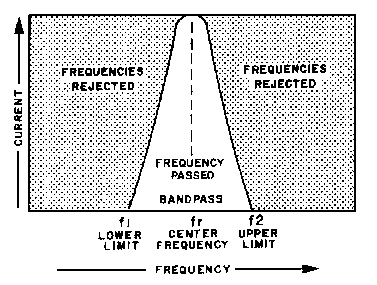 FREQUENCIES
REJECTED
FREQUENCIES
REJECTED
CURRENT
FREQUENCY
PASSED
BANDPASS
f1
LOWER
LIMIT
fr
CENTER
FREQUENCY
f2
UPPER
LIMIT
FREQUENCY